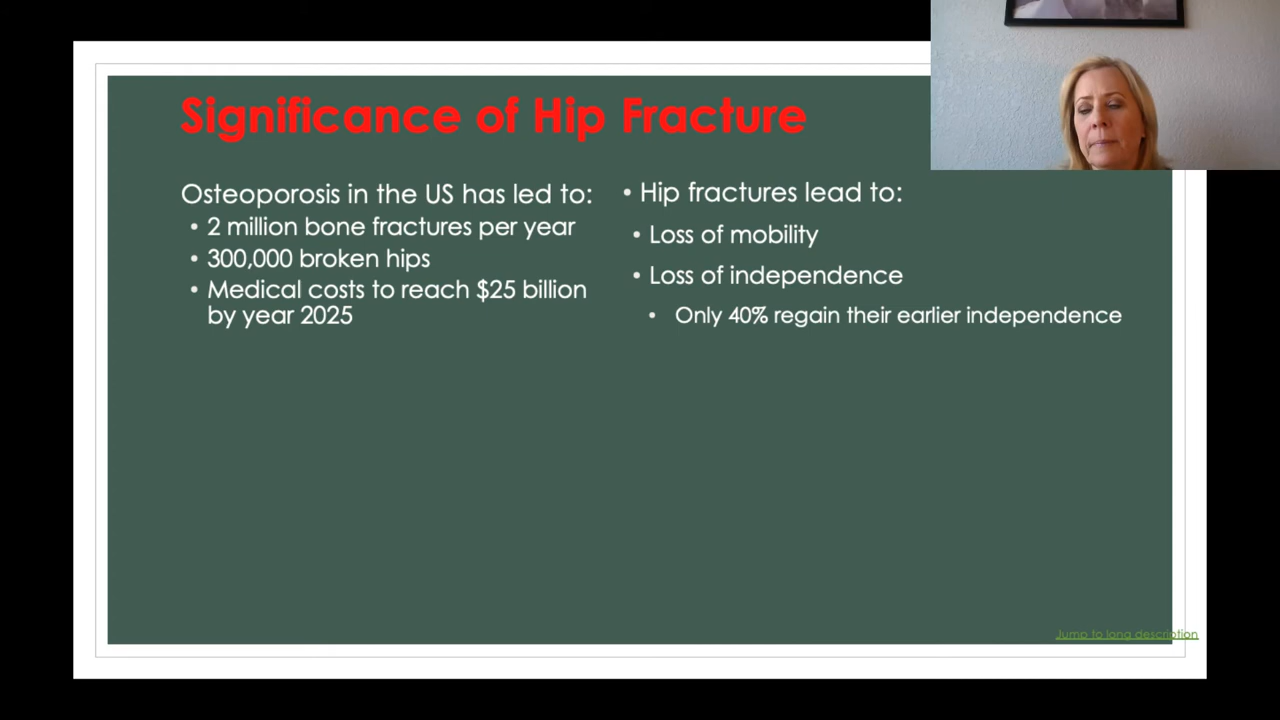 Significance of Hip Fracture
Osteoporosis in the US has led to:
• 2 million bone fractures per year
• 300,000 broken hips
• Medical costs to reach $25 billion
by year 2025
• Hip fractures lead to:
• Loss of mobility
• Loss of independence
• Only 40% regain their earlier independence
Jump to long description